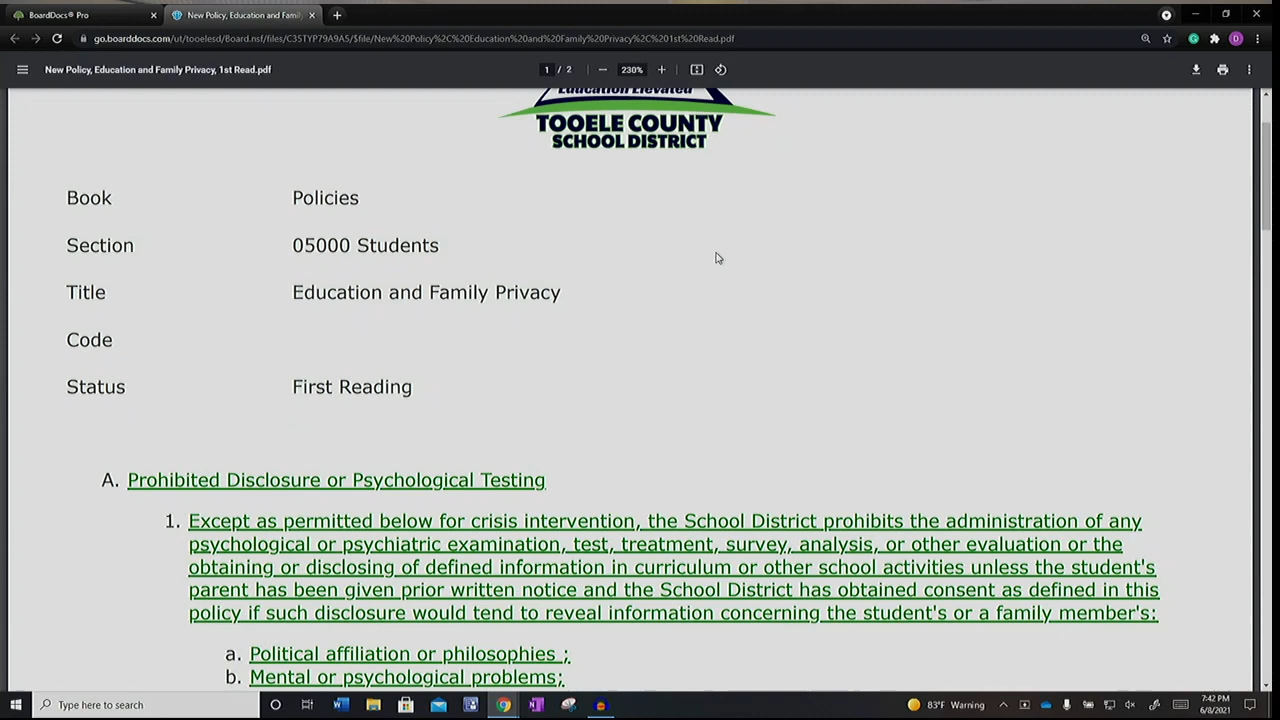 BoardDocs® Pro
New Policy, Education and Family
go.boarddocs.com/ut/tooelesd/Board.nsf/files/C35TYP79A9A5/$file/New%20Policy%2C%20Education%20and%20Family%20Privacy%2C%201st%20Read.pdf
D
New Policy, Education and Family Privacy, 1st Read.pdf
1 / 2
230%
Education Elevated
TOOELE COUNTY
SCHOOL DISTRICT
Book Policies
Section 05000 Students
Title Education and Family Privacy
Code
Status First Reading
A. Prohibited Disclosure or Psychological Testing
1. Except as permitted below for crisis intervention, the School District prohibits the administration of any
psychological or psychiatric examination, test, treatment, survey, analysis, or other evaluation or the
obtaining or disclosing of defined information in curriculum or other school activities unless the student's
parent has been given prior written notice and the School District has obtained consent as defined in this
policy if such disclosure would tend to reveal information concerning the student's or a family member's:
a. Political affiliation or philosophies ;
b. Mental or psychological problems;
Type here to search
83°F Warning
7:42 PM
6/8/2021